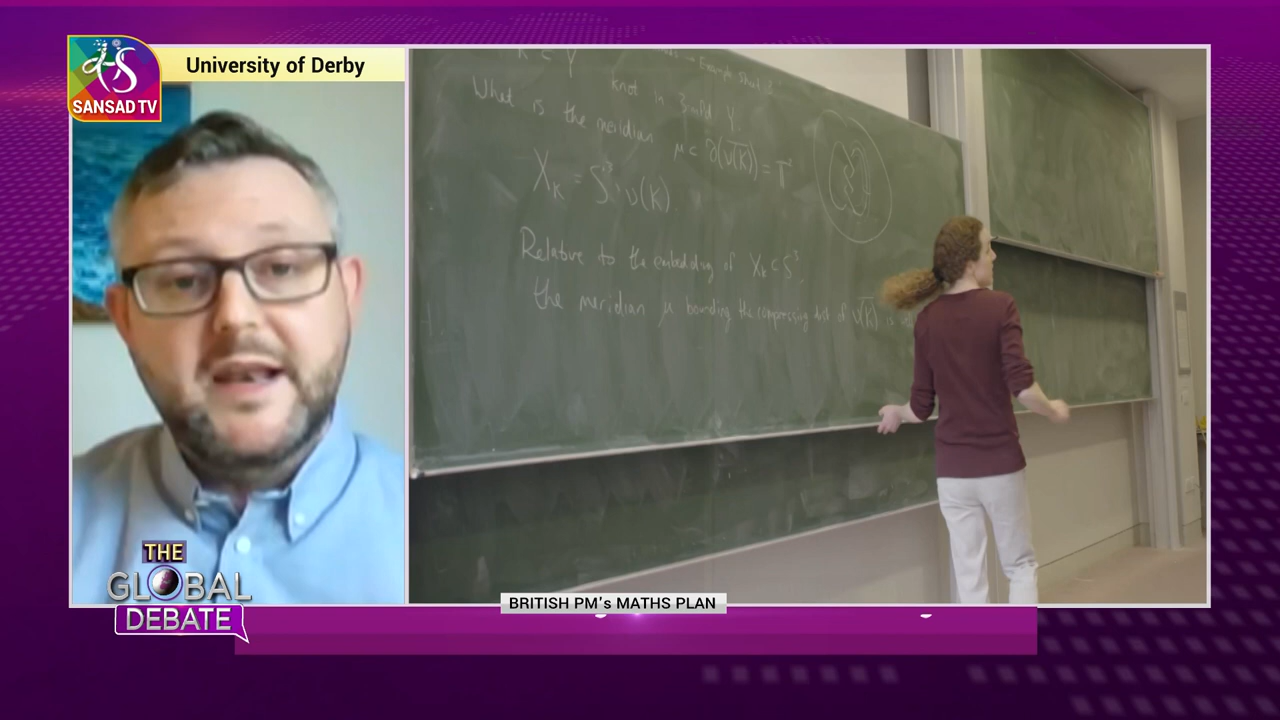 SANSAD TV
University of Derby
K ⊂ Y
knot in 3-mfd Y.
What is the meridian μ ⊂ ∂(ν(K)) = T²
X_K = S³ \ ν(K).
Relative to the embedding of X_K ⊂ S³,
the meridian μ bounding the compressing disk of ν(K) is
THE
GLOBAL
DEBATE
BRITISH PM's MATHS PLAN